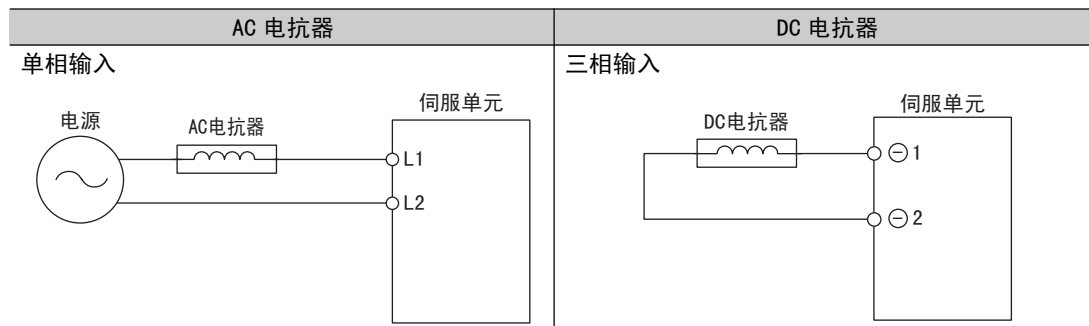 AC 电抗器
DC 电抗器
单相输入
电源
AC电抗器
伺服单元
L1
L2
三相输入
DC电抗器
伺服单元
⊖1
⊖2